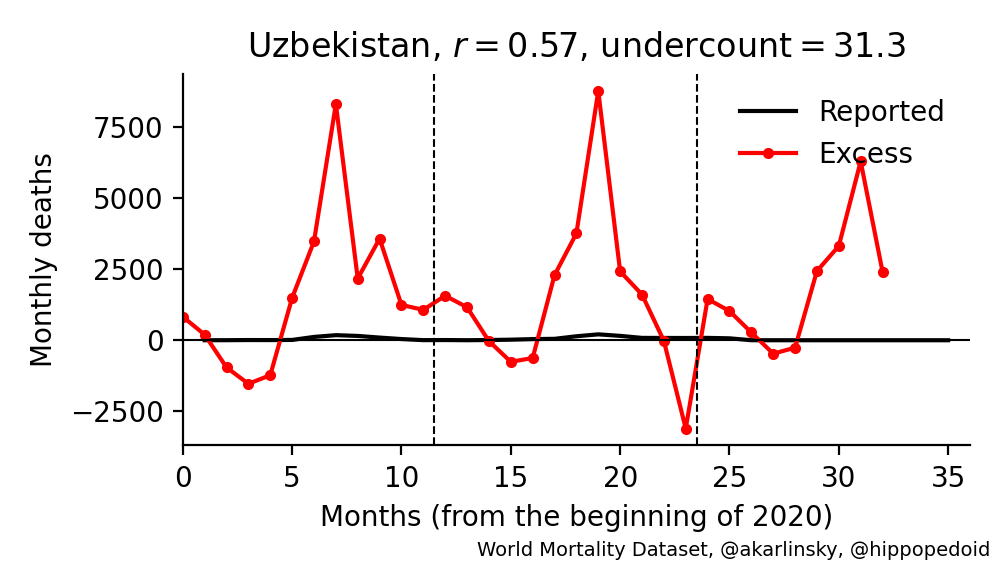 Uzbekistan, r = 0.57, undercount = 31.3
Reported
Excess
7500
5000
2500
0
−2500
Monthly deaths
0 5 10 15 20 25 30 35
Months (from the beginning of 2020)
World Mortality Dataset, @akarlinsky, @hippopedoid